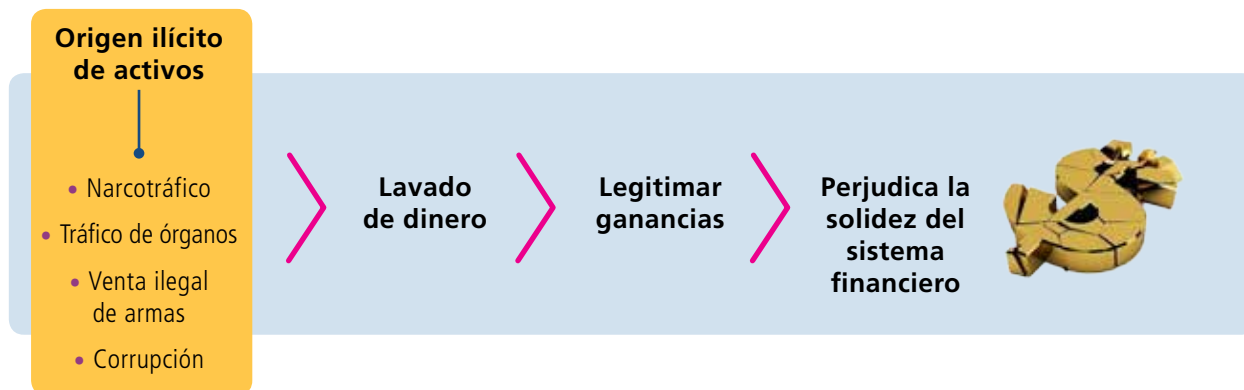 Origen ilícito
de activos
• Narcotráfico
• Tráfico de órganos
• Venta ilegal
de armas
• Corrupción
Lavado
de dinero
Legitimar
ganancias
Perjudica la
solidez del
sistema
financiero